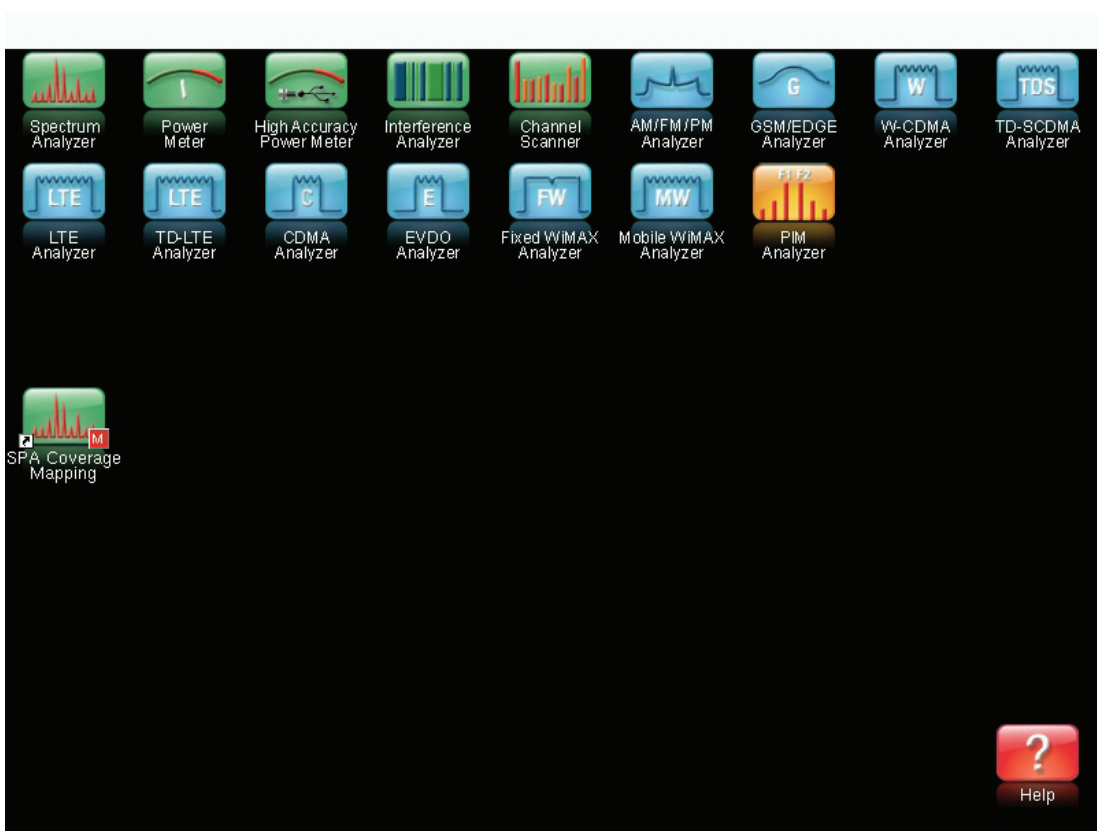 Spectrum
Analyzer
Power
Meter
High Accuracy
Power Meter
Interference
Analyzer
Channel
Scanner
AM/FM/PM
Analyzer
G
GSM/EDGE
Analyzer
W
W-CDMA
Analyzer
TDS
TD-SCDMA
Analyzer
LTE
LTE
Analyzer
LTE
TD-LTE
Analyzer
C
CDMA
Analyzer
E
EVDO
Analyzer
FW
Fixed WiMAX
Analyzer
MW
Mobile WiMAX
Analyzer
F1 F2
PIM
Analyzer
M
SPA Coverage
Mapping
?
Help